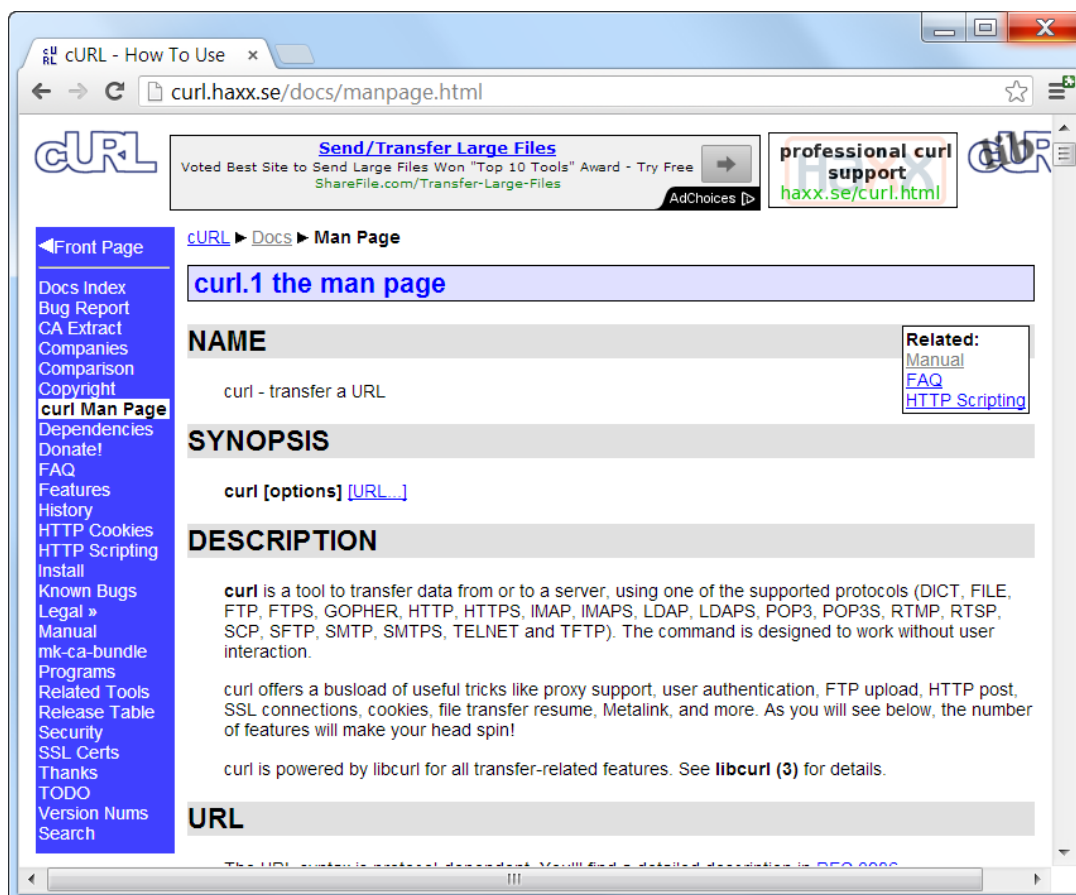 cURL - How To Use
curl.haxx.se/docs/manpage.html
cURL
Send/Transfer Large Files
Voted Best Site to Send Large Files Won "Top 10 Tools" Award - Try Free
ShareFile.com/Transfer-Large-Files
AdChoices
professional curl
support
haxx.se/curl.html
lib
Front Page
Docs Index
Bug Report
CA Extract
Companies
Comparison
Copyright
curl Man Page
Dependencies
Donate!
FAQ
Features
History
HTTP Cookies
HTTP Scripting
Install
Known Bugs
Legal »
Manual
mk-ca-bundle
Programs
Related Tools
Release Table
Security
SSL Certs
Thanks
TODO
Version Nums
Search
cURL ► Docs ► Man Page
curl.1 the man page
NAME
Related:
Manual
FAQ
HTTP Scripting
curl - transfer a URL
SYNOPSIS
curl [options] [URL...]
DESCRIPTION
curl is a tool to transfer data from or to a server, using one of the supported protocols (DICT, FILE,
FTP, FTPS, GOPHER, HTTP, HTTPS, IMAP, IMAPS, LDAP, LDAPS, POP3, POP3S, RTMP, RTSP,
SCP, SFTP, SMTP, SMTPS, TELNET and TFTP). The command is designed to work without user
interaction.
curl offers a busload of useful tricks like proxy support, user authentication, FTP upload, HTTP post,
SSL connections, cookies, file transfer resume, Metalink, and more. As you will see below, the number
of features will make your head spin!
curl is powered by libcurl for all transfer-related features. See libcurl (3) for details.
URL